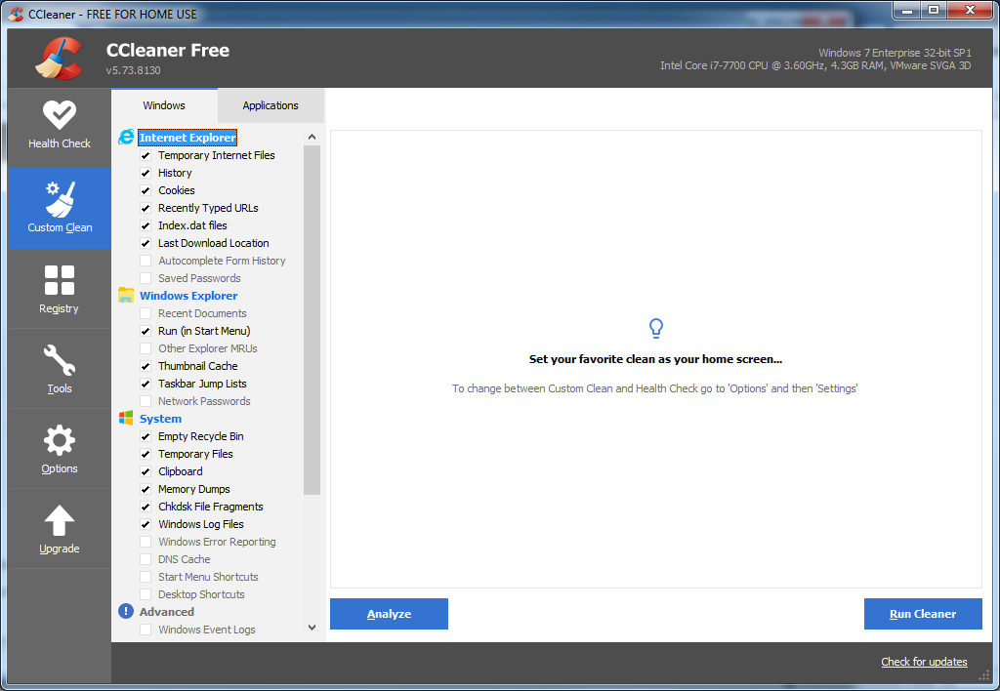 CCleaner - FREE FOR HOME USE
CCleaner Free
v5.73.8130
Windows 7 Enterprise 32-bit SP1
Intel Core i7-7700 CPU @ 3.60GHz, 4.3GB RAM, VMware SVGA 3D
Health Check
Custom Clean
Registry
Tools
Options
Upgrade
Windows
Applications
Internet Explorer
Temporary Internet Files
History
Cookies
Recently Typed URLs
Index.dat files
Last Download Location
Autocomplete Form History
Saved Passwords
Windows Explorer
Recent Documents
Run (in Start Menu)
Other Explorer MRUs
Thumbnail Cache
Taskbar Jump Lists
Network Passwords
System
Empty Recycle Bin
Temporary Files
Clipboard
Memory Dumps
Chkdsk File Fragments
Windows Log Files
Windows Error Reporting
DNS Cache
Start Menu Shortcuts
Desktop Shortcuts
Advanced
Windows Event Logs
Set your favorite clean as your home screen...
To change between Custom Clean and Health Check go to 'Options' and then 'Settings'
Analyze
Run Cleaner
Check for updates